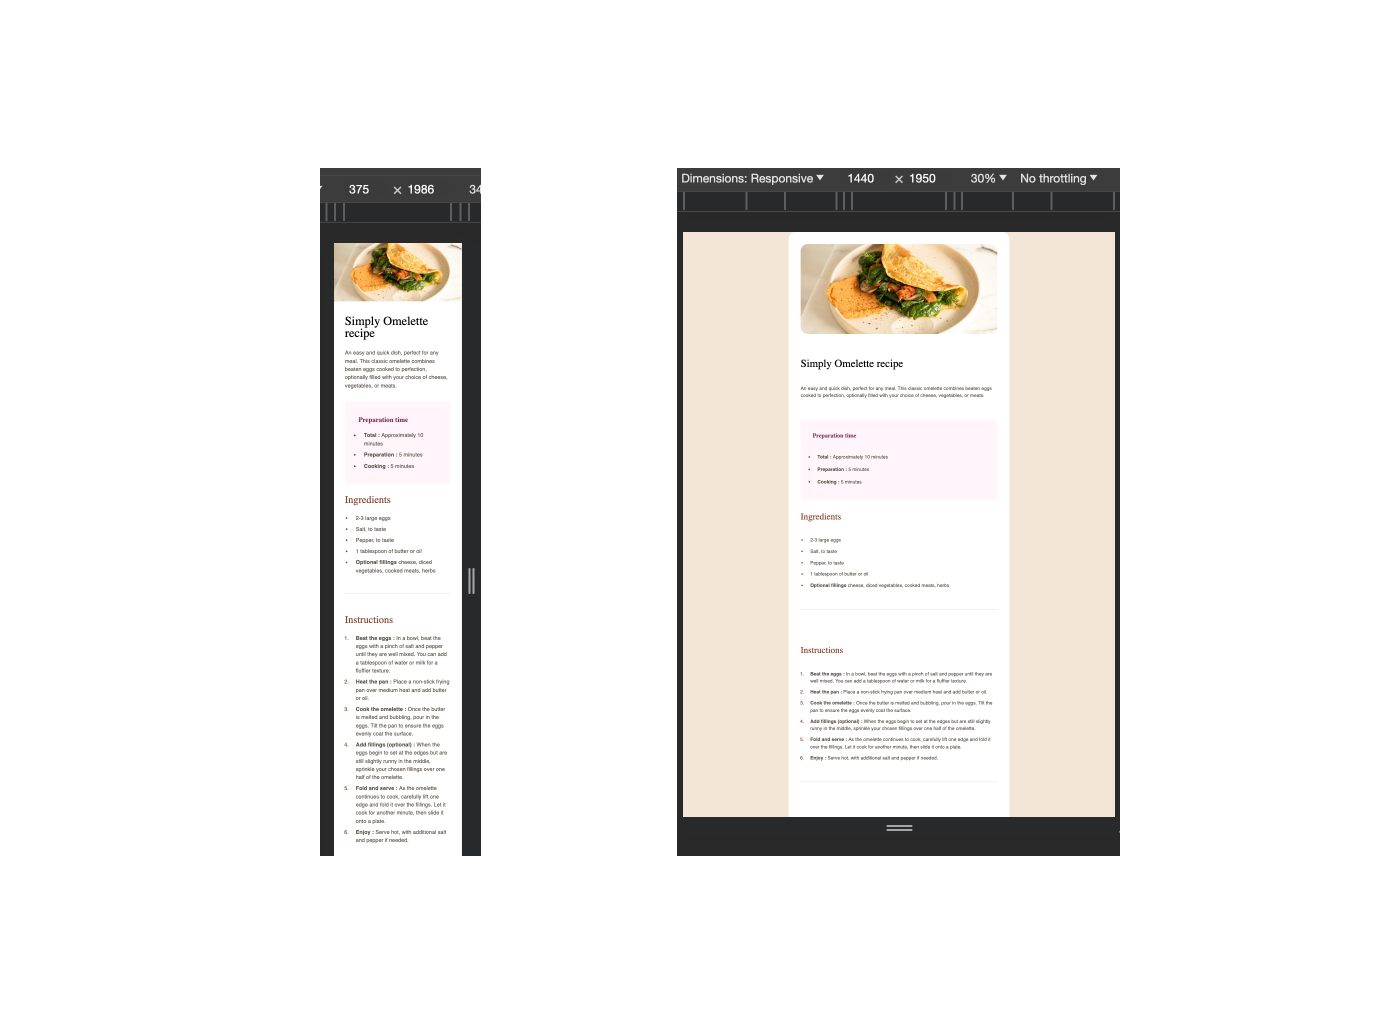 375 × 1986 34
Simply Omelette
recipe
An easy and quick dish, perfect for any
meal. This classic omelette combines
beaten eggs cooked to perfection,
optionally filled with your choice of cheese,
vegetables, or meats.
Preparation time
• Total : Approximately 10
minutes
• Preparation : 5 minutes
• Cooking : 5 minutes
Ingredients
• 2-3 large eggs
• Salt, to taste
• Pepper, to taste
• 1 tablespoon of butter or oil
• Optional fillings cheese, diced
vegetables, cooked meats, herbs
Instructions
1. Beat the eggs : In a bowl, beat the
eggs with a pinch of salt and pepper
until they are well mixed. You can add
a tablespoon of water or milk for a
fluffier texture.
2. Heat the pan : Place a non-stick frying
pan over medium heat and add butter
or oil.
3. Cook the omelette : Once the butter
is melted and bubbling, pour in the
eggs. Tilt the pan to ensure the eggs
evenly coat the surface.
4. Add fillings (optional) : When the
eggs begin to set at the edges but are
still slightly runny in the middle,
sprinkle your chosen fillings over one
half of the omelette.
5. Fold and serve : As the omelette
continues to cook, carefully lift one
edge and fold it over the fillings. Let it
cook for another minute, then slide it
onto a plate.
6. Enjoy : Serve hot, with additional salt
and pepper if needed.
Dimensions: Responsive 1440 × 1950 30% No throttling
Simply Omelette recipe
An easy and quick dish, perfect for any meal. This classic omelette combines beaten eggs
cooked to perfection, optionally filled with your choice of cheese, vegetables, or meats.
Preparation time
• Total : Approximately 10 minutes
• Preparation : 5 minutes
• Cooking : 5 minutes
Ingredients
• 2-3 large eggs
• Salt, to taste
• Pepper, to taste
• 1 tablespoon of butter or oil
• Optional fillings cheese, diced vegetables, cooked meats, herbs
Instructions
1. Beat the eggs : In a bowl, beat the eggs with a pinch of salt and pepper until they are
well mixed. You can add a tablespoon of water or milk for a fluffier texture.
2. Heat the pan : Place a non-stick frying pan over medium heat and add butter or oil.
3. Cook the omelette : Once the butter is melted and bubbling, pour in the eggs. Tilt the
pan to ensure the eggs evenly coat the surface.
4. Add fillings (optional) : When the eggs begin to set at the edges but are still slightly
runny in the middle, sprinkle your chosen fillings over one half of the omelette.
5. Fold and serve : As the omelette continues to cook, carefully lift one edge and fold it
over the fillings. Let it cook for another minute, then slide it onto a plate.
6. Enjoy : Serve hot, with additional salt and pepper if needed.